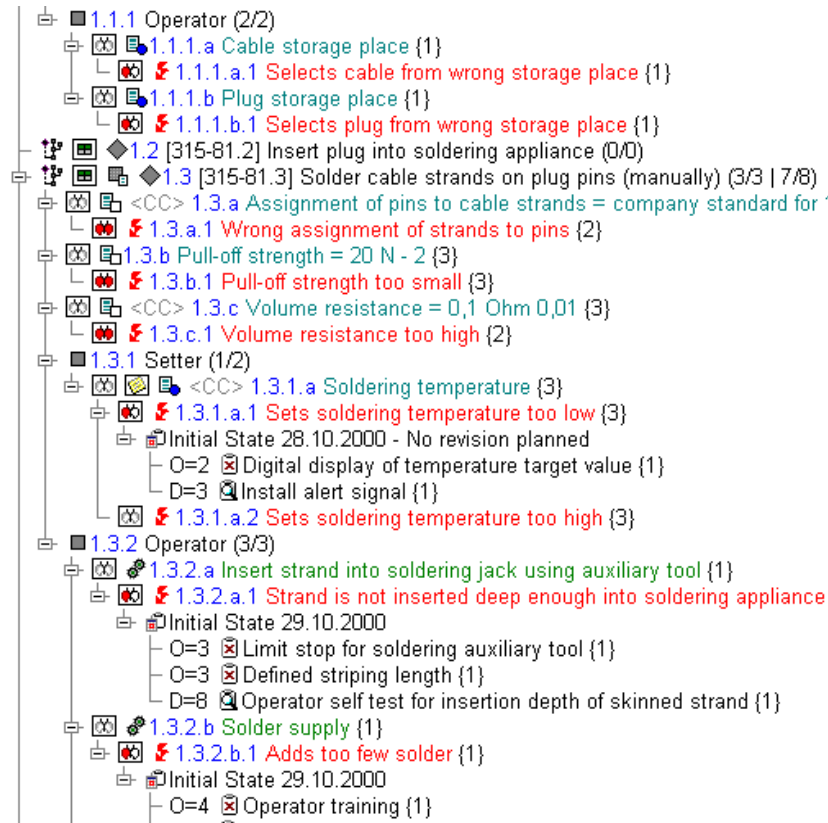 1.1.1 Operator (2/2)
1.1.1.a Cable storage place {1}
1.1.1.a.1 Selects cable from wrong storage place {1}
1.1.1.b Plug storage place {1}
1.1.1.b.1 Selects plug from wrong storage place {1}
1.2 [315-81.2] Insert plug into soldering appliance (0/0)
1.3 [315-81.3] Solder cable strands on plug pins (manually) (3/3 | 7/8)
<CC> 1.3.a Assignment of pins to cable strands = company standard for
1.3.a.1 Wrong assignment of strands to pins {2}
1.3.b Pull-off strength = 20 N - 2 {3}
1.3.b.1 Pull-off strength too small {3}
<CC> 1.3.c Volume resistance = 0,1 Ohm 0,01 {3}
1.3.c.1 Volume resistance too high {2}
1.3.1 Setter (1/2)
<CC> 1.3.1.a Soldering temperature {3}
1.3.1.a.1 Sets soldering temperature too low {3}
Initial State 28.10.2000 - No revision planned
O=2 Digital display of temperature target value {1}
D=3 Install alert signal {1}
1.3.1.a.2 Sets soldering temperature too high {3}
1.3.2 Operator (3/3)
1.3.2.a Insert strand into soldering jack using auxiliary tool {1}
1.3.2.a.1 Strand is not inserted deep enough into soldering appliance
Initial State 29.10.2000
O=3 Limit stop for soldering auxiliary tool {1}
O=3 Defined striping length {1}
D=8 Operator self test for insertion depth of skinned strand {1}
1.3.2.b Solder supply {1}
1.3.2.b.1 Adds too few solder {1}
Initial State 29.10.2000
O=4 Operator training {1}